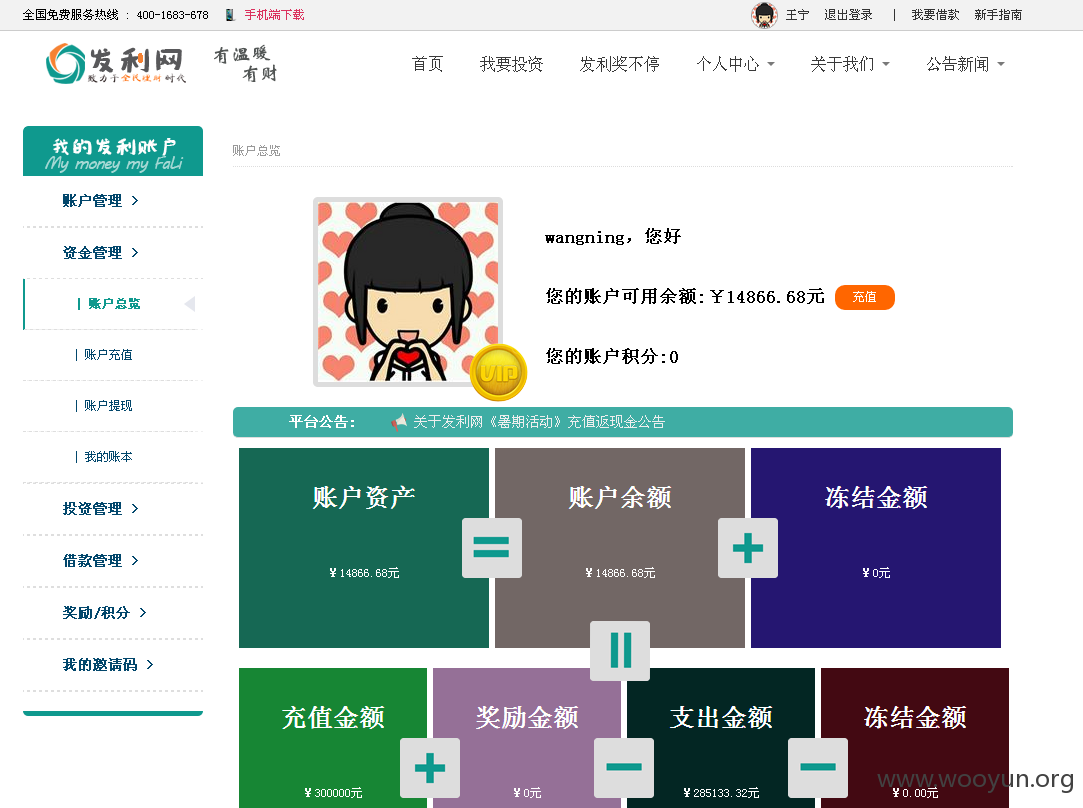 全国免费服务热线 : 400-1683-678 手机端下载 王宁 退出登录 | 我要借款 新手指南
发利网 致力于全民理财时代
有温暖
有财
首页 我要投资 发利奖不停 个人中心 关于我们 公告新闻
我的发利账户
My money my FaLi
账户管理
资金管理
| 账户总览
| 账户充值
| 账户提现
| 我的账本
投资管理
借款管理
奖励/积分
我的邀请码
账户总览
VIP
wangning，您好
您的账户可用余额:￥14866.68元 充值
您的账户积分:0
平台公告： 关于发利网《暑期活动》充值返现金公告
账户资产 账户余额 冻结金额
= +
￥14866.68元 ￥14866.68元 ￥0元
充值金额 奖励金额 支出金额 冻结金额
+ − −
￥300000元 ￥0元 ￥285133.32元 ￥0.00元
www.wooyun.org